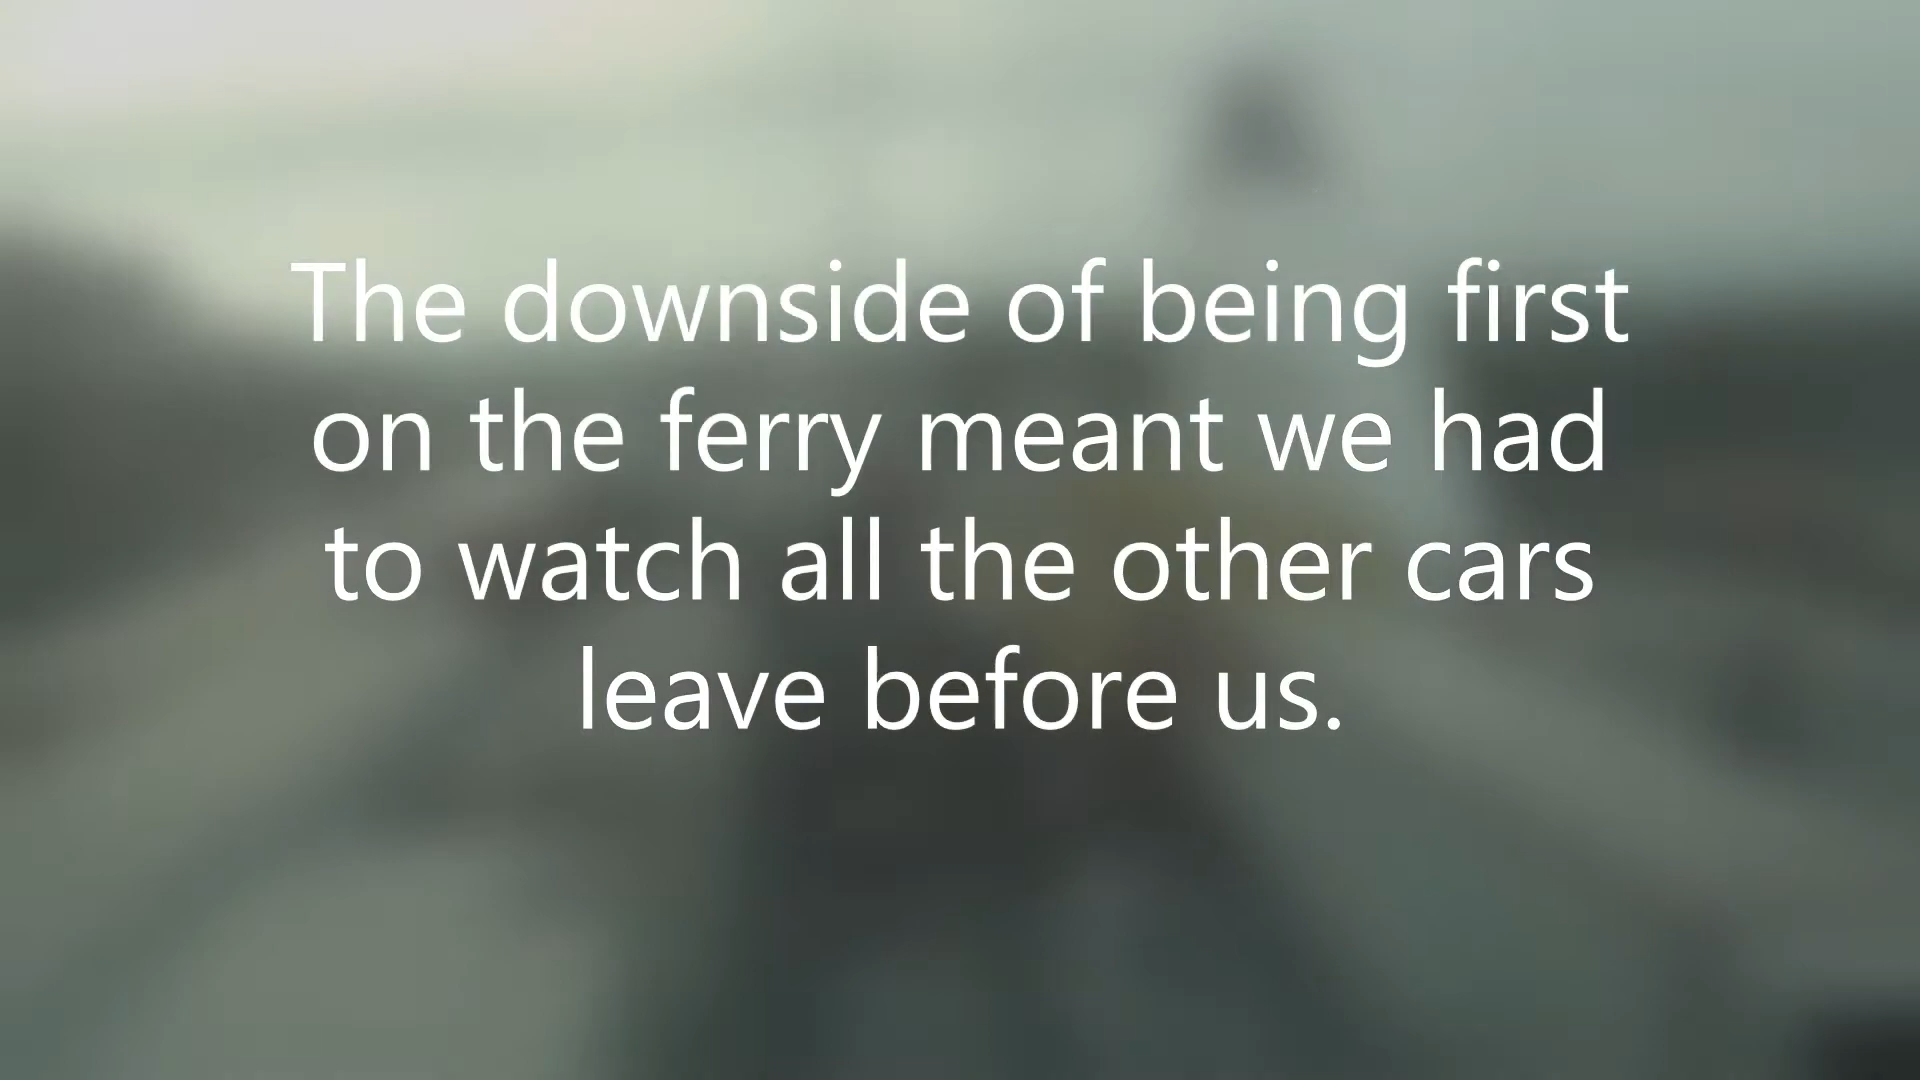 The downside of being first
on the ferry meant we had
to watch all the other cars
leave before us.